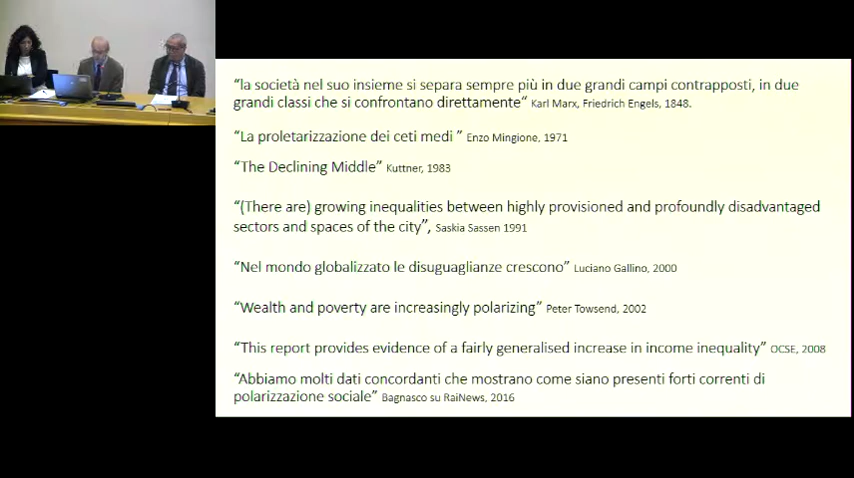 “la società nel suo insieme si separa sempre più in due grandi campi contrapposti, in due
grandi classi che si confrontano direttamente“ Karl Marx, Friedrich Engels, 1848.
“La proletarizzazione dei ceti medi ” Enzo Mingione, 1971
“The Declining Middle” Kuttner, 1983
“(There are) growing inequalities between highly provisioned and profoundly disadvantaged
sectors and spaces of the city”, Saskia Sassen 1991
“Nel mondo globalizzato le disuguaglianze crescono” Luciano Gallino, 2000
“Wealth and poverty are increasingly polarizing” Peter Towsend, 2002
“This report provides evidence of a fairly generalised increase in income inequality” OCSE, 2008
“Abbiamo molti dati concordanti che mostrano come siano presenti forti correnti di
polarizzazione sociale” Bagnasco su RaiNews, 2016